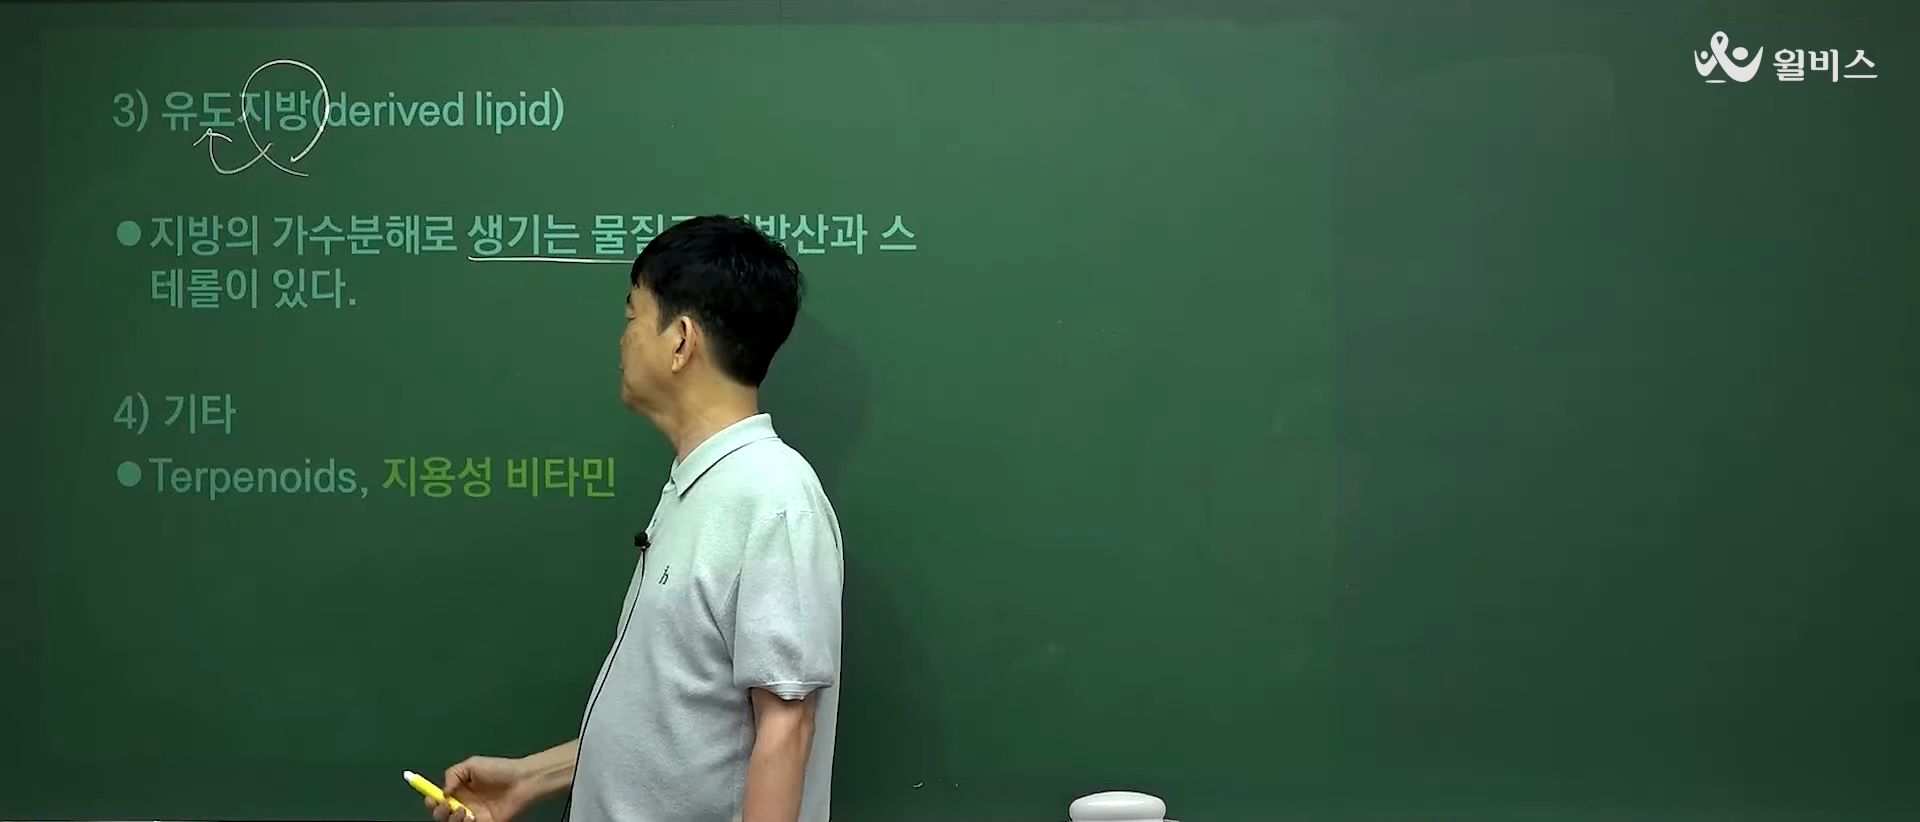 윌비스
3) 유도지방(derived lipid)
● 지방의 가수분해로 생기는 물질 과 스
테롤이 있다.
4) 기타
● Terpenoids, 지용성 비타민